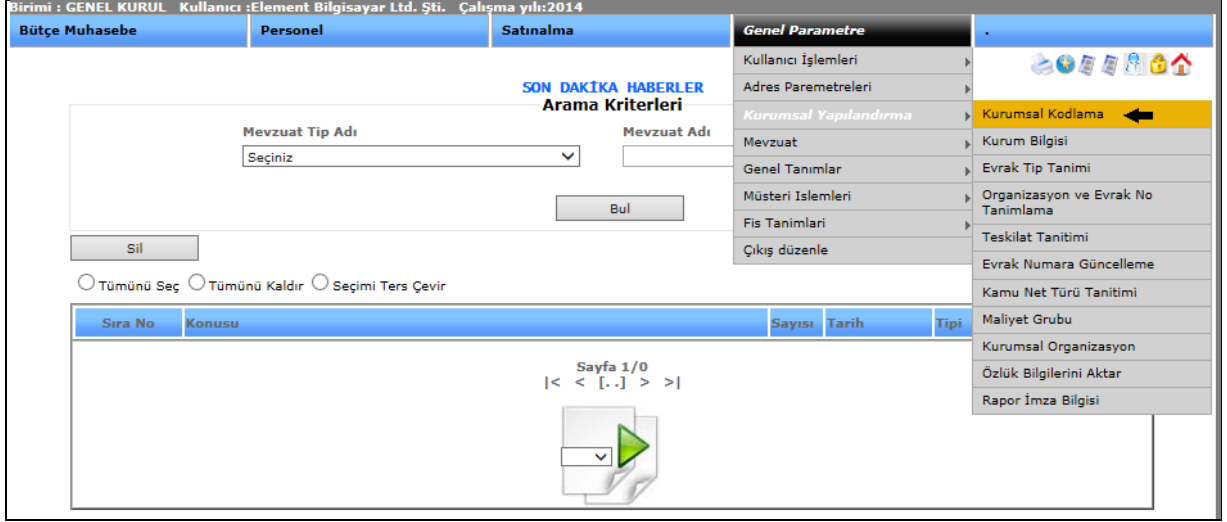 Birimi : GENEL KURUL Kullanıcı :Element Bilgisayar Ltd. Şti. Çalışma yılı:2014
Bütçe Muhasebe Personel Satınalma Genel Parametre .
Kullanıcı İşlemleri
Adres Paremetreleri
Kurumsal Yapılandırma
Mevzuat
Genel Tanımlar
Müsteri Islemleri
Fis Tanimlari
Çıkış düzenle
Kurumsal Kodlama
Kurum Bilgisi
Evrak Tip Tanimi
Organizasyon ve Evrak No
Tanımlama
Teskilat Tanitimi
Evrak Numara Güncelleme
Kamu Net Türü Tanitimi
Maliyet Grubu
Kurumsal Organizasyon
Özlük Bilgilerini Aktar
Rapor İmza Bilgisi
SON DAKİKA HABERLER
Arama Kriterleri
Mevzuat Tip Adı Mevzuat Adı
Seçiniz
Bul
Sil
Tümünü Seç Tümünü Kaldır Seçimi Ters Çevir
Sıra No Konusu Sayısı Tarih Tipi
Sayfa 1/0
|< < [..] > >|